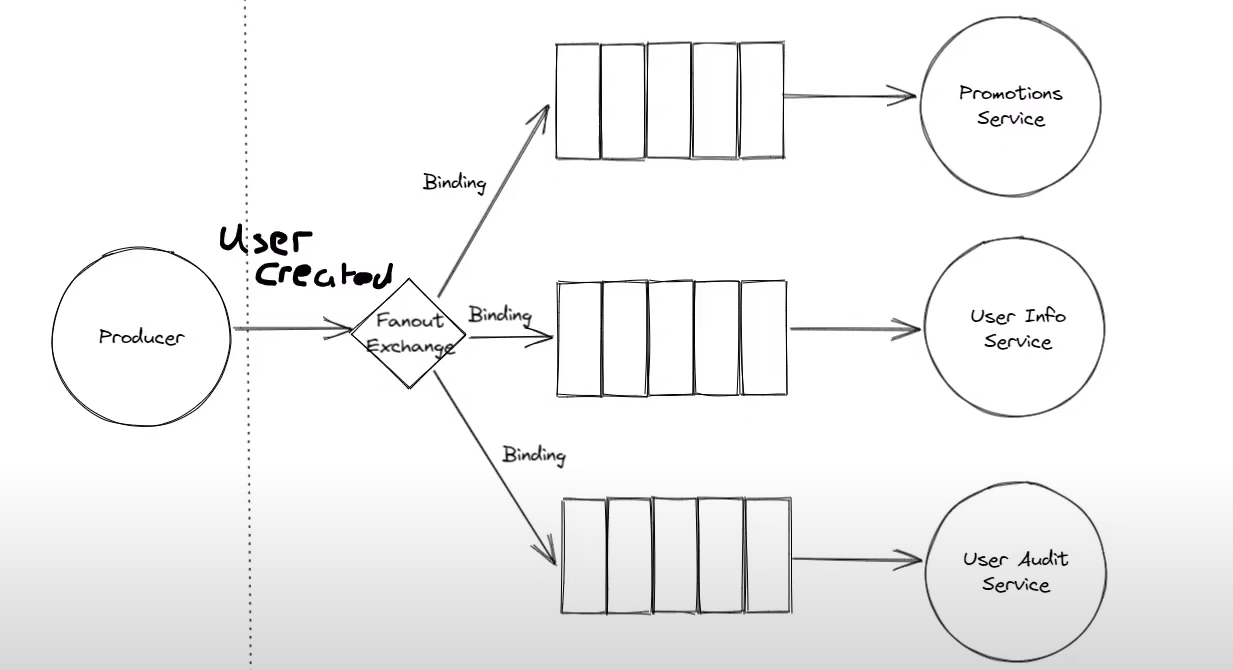 Promotions
Service
Binding
User
Created
Producer
Fanout
Exchange
Binding
User Info
Service
Binding
User Audit
Service